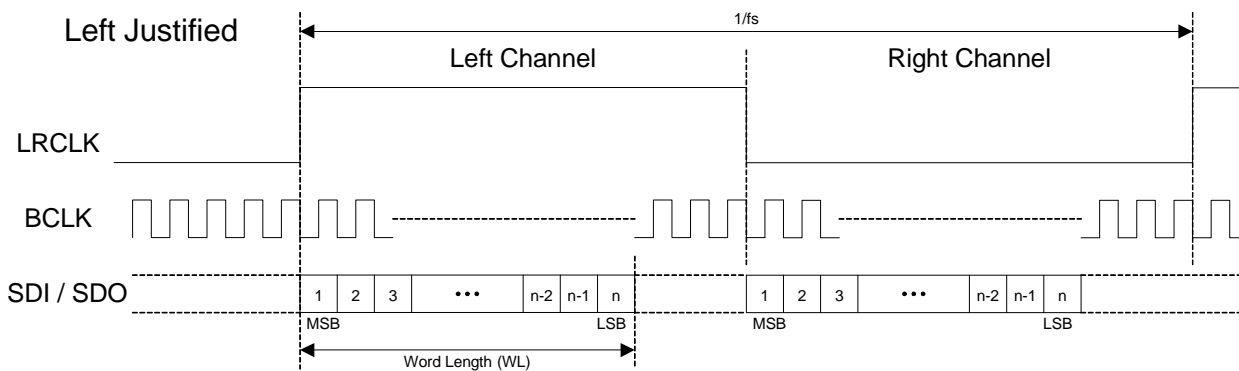 Left Justified
1/fs
Left Channel
Right Channel
LRCLK
BCLK
SDI / SDO
1 2 3 ••• n-2 n-1 n
1 2 3 ••• n-2 n-1 n
MSB LSB
MSB LSB
Word Length (WL)